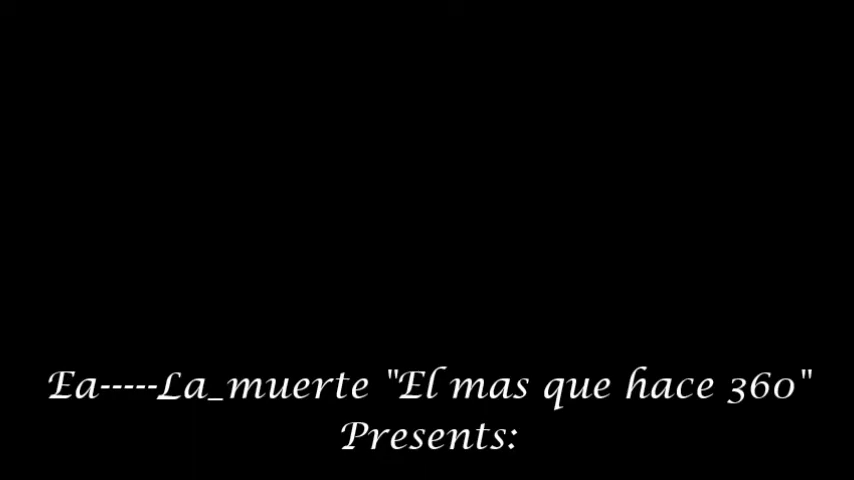 Ea-----La_muerte "El mas que hace 360"
Presents: